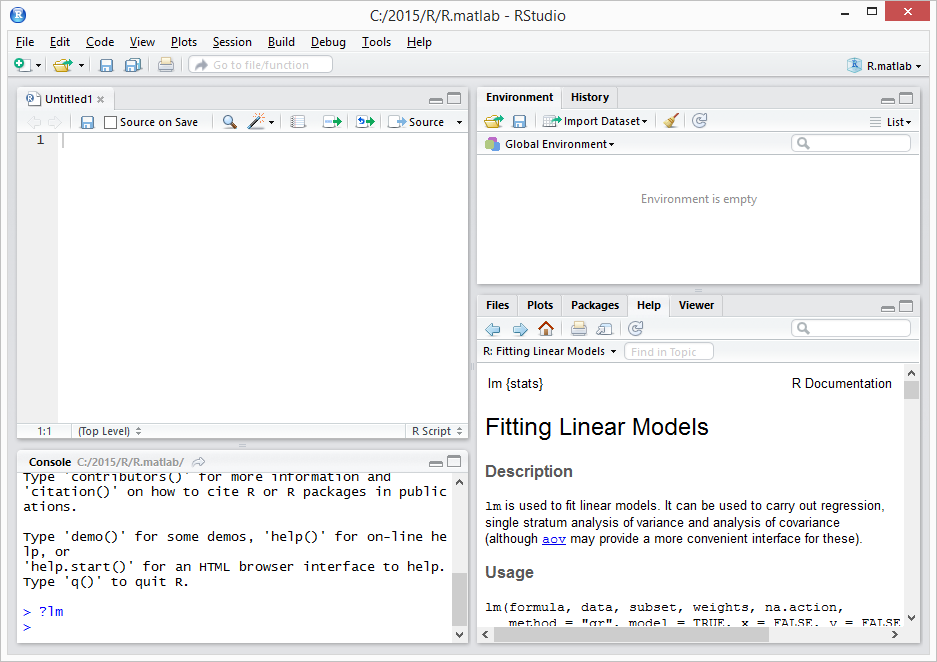 C:/2015/R/R.matlab - RStudio
File Edit Code View Plots Session Build Debug Tools Help
Go to file/function
R.matlab
Untitled1
Source on Save
Source
1
1:1
(Top Level)
R Script
Console C:/2015/R/R.matlab/
Type 'contributors()' for more information and
'citation()' on how to cite R or R packages in public
ations.
Type 'demo()' for some demos, 'help()' for on-line he
lp, or
'help.start()' for an HTML browser interface to help.
Type 'q()' to quit R.
> ?lm
>
Environment History
Import Dataset
List
Global Environment
Environment is empty
Files Plots Packages Help Viewer
R: Fitting Linear Models
Find in Topic
lm {stats}
R Documentation
Fitting Linear Models
Description
lm is used to fit linear models. It can be used to carry out regression,
single stratum analysis of variance and analysis of covariance
(although aov may provide a more convenient interface for these).
Usage
lm(formula, data, subset, weights, na.action,
method = "qr", model = TRUE, x = FALSE, y = FALSE